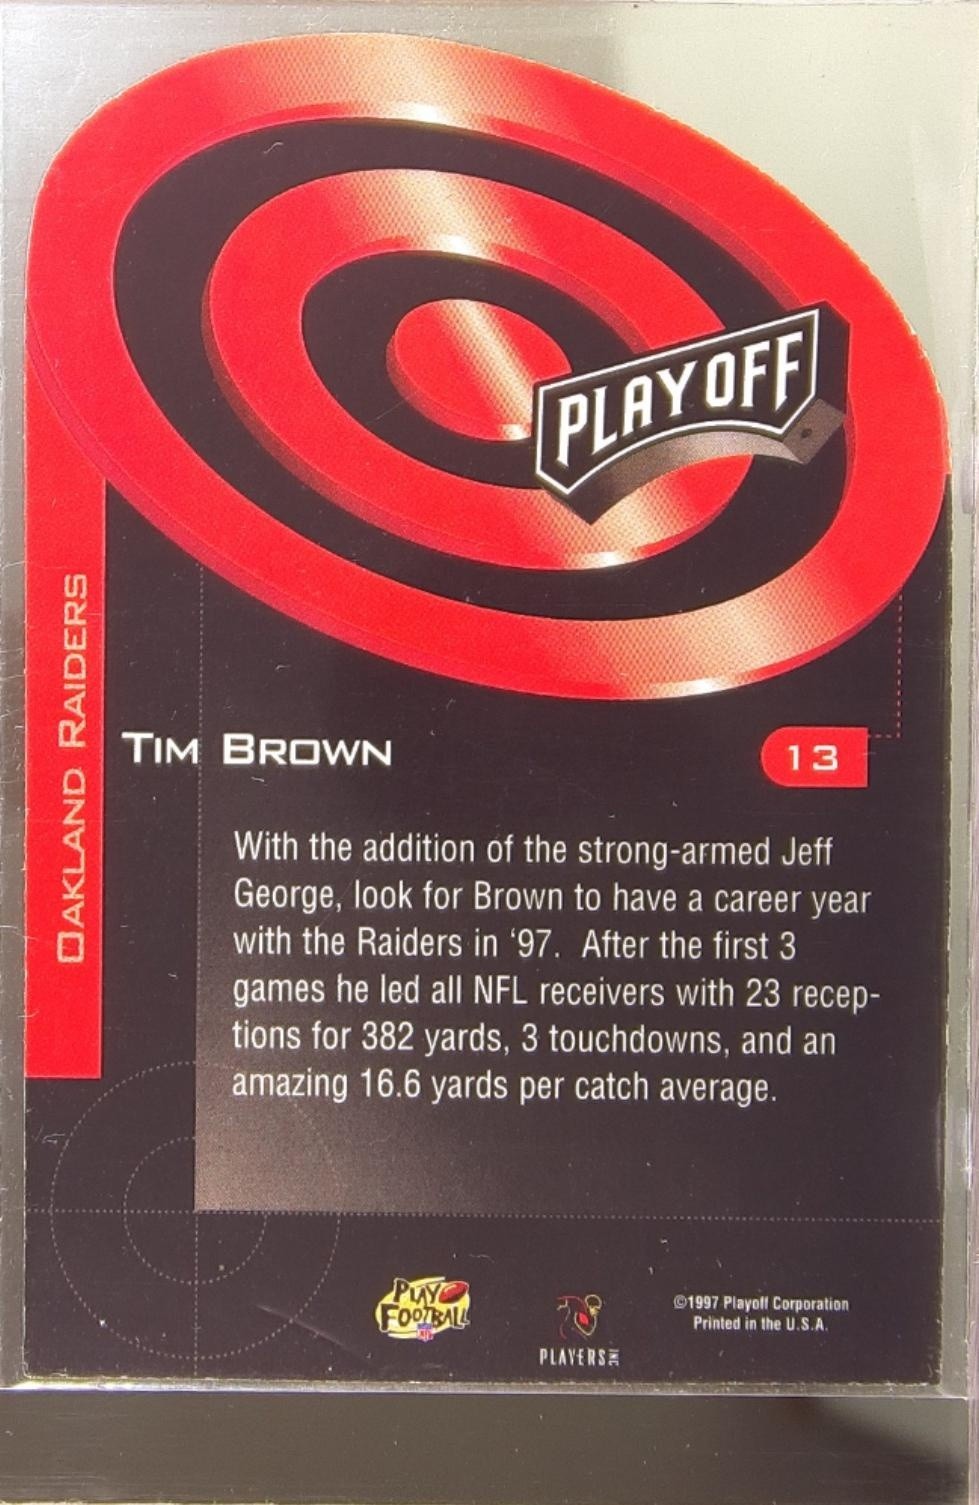 PLAYOFF
OAKLAND RAIDERS
TIM BROWN
13
With the addition of the strong-armed Jeff
George, look for Brown to have a career year
with the Raiders in ‘97. After the first 3
games he led all NFL receivers with 23 recep-
tions for 382 yards, 3 touchdowns, and an
amazing 16.6 yards per catch average.
PLAY
FOOTBALL
NFL
PLAYERS INC
©1997 Playoff Corporation
Printed in the U.S.A.